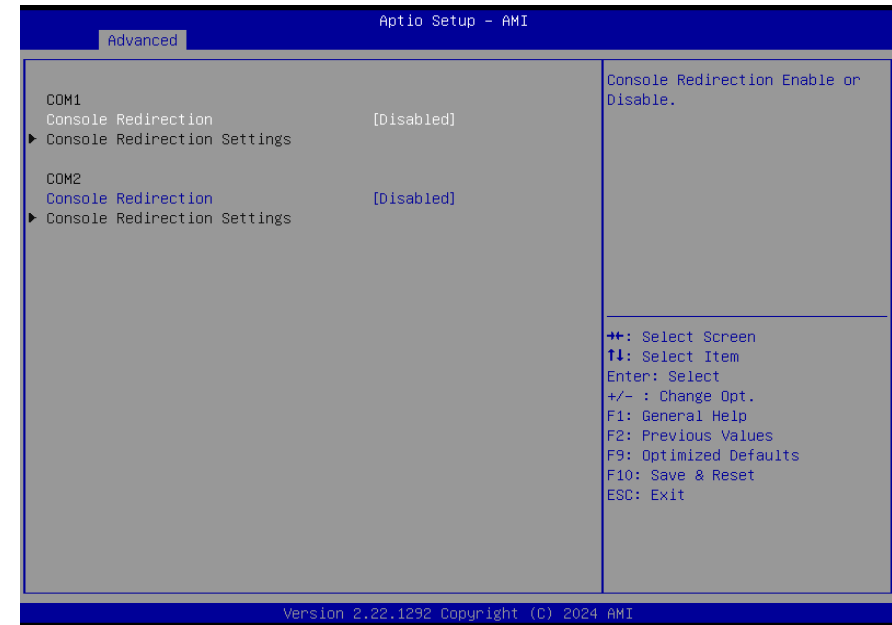 Aptio Setup – AMI
Advanced
COM1
Console Redirection [Disabled]
Console Redirection Settings
COM2
Console Redirection [Disabled]
Console Redirection Settings
Console Redirection Enable or
Disable.
→←: Select Screen
↑↓: Select Item
Enter: Select
+/- : Change Opt.
F1: General Help
F2: Previous Values
F9: Optimized Defaults
F10: Save & Reset
ESC: Exit
Version 2.22.1292 Copyright (C) 2024 AMI